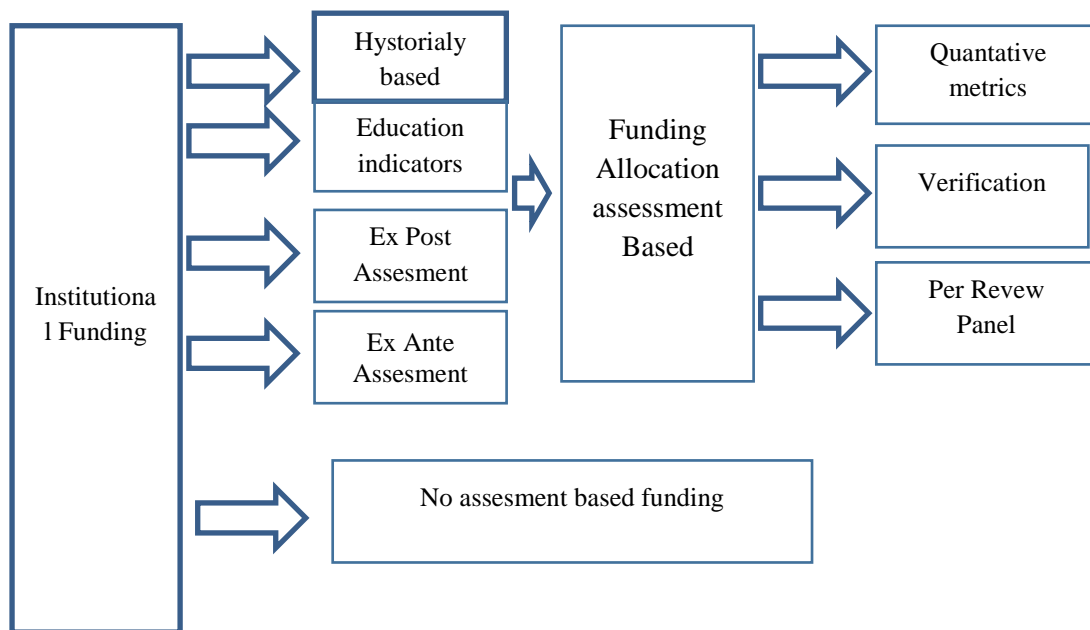 Institutiona
l Funding
Hystorialy
based
Education
indicators
Ex Post
Assesment
Ex Ante
Assesment
No assesment based funding
Funding
Allocation
assessment
Based
Quantative
metrics
Verification
Per Revew
Panel